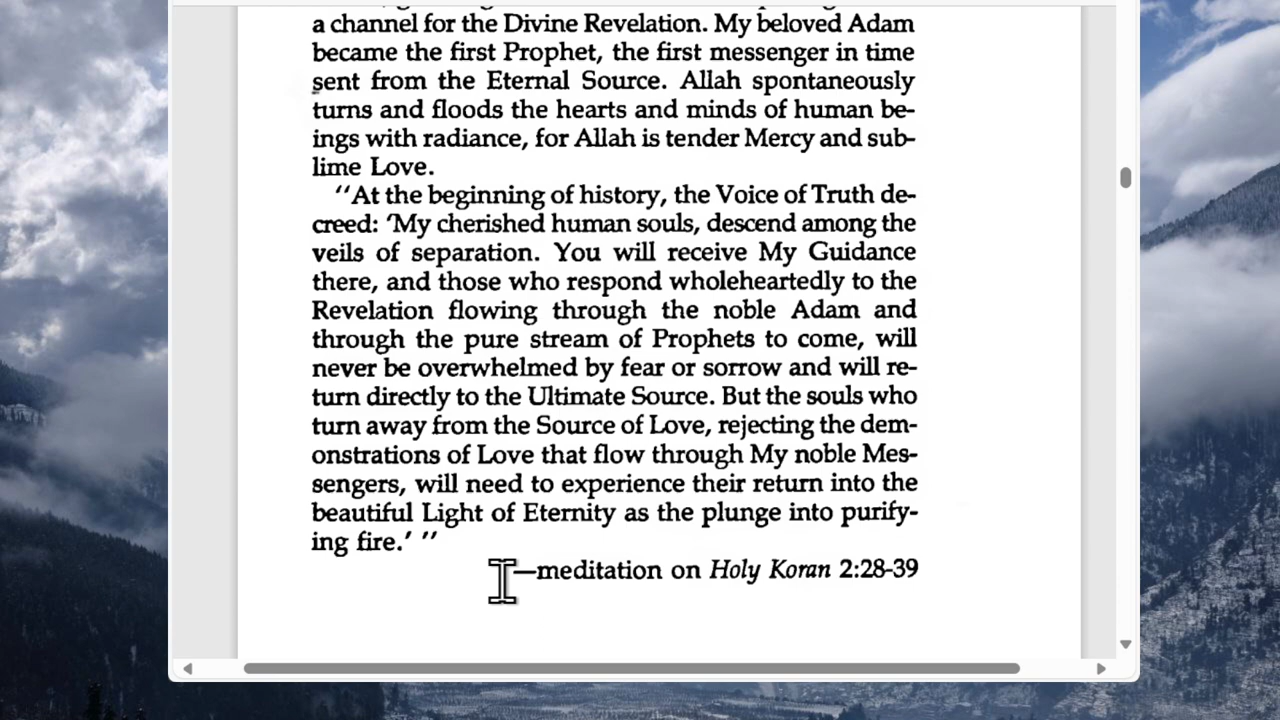 a channel for the Divine Revelation. My beloved Adam
became the first Prophet, the first messenger in time
sent from the Eternal Source. Allah spontaneously
turns and floods the hearts and minds of human be-
ings with radiance, for Allah is tender Mercy and sub-
lime Love.
“At the beginning of history, the Voice of Truth de-
creed: ‘My cherished human souls, descend among the
veils of separation. You will receive My Guidance
there, and those who respond wholeheartedly to the
Revelation flowing through the noble Adam and
through the pure stream of Prophets to come, will
never be overwhelmed by fear or sorrow and will re-
turn directly to the Ultimate Source. But the souls who
turn away from the Source of Love, rejecting the dem-
onstrations of Love that flow through My noble Mes-
sengers, will need to experience their return into the
beautiful Light of Eternity as the plunge into purify-
ing fire.’ ”
—meditation on Holy Koran 2:28-39